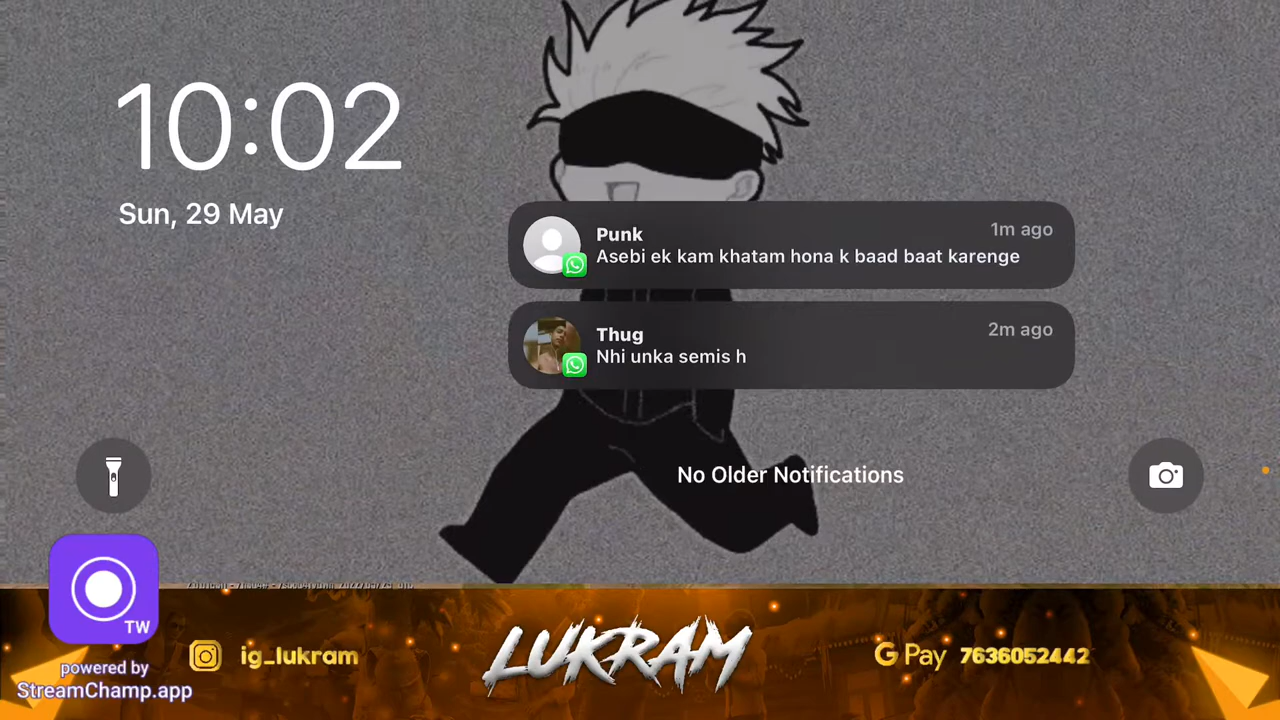 10:02
Sun, 29 May
Punk
1m ago
Asebi ek kam khatam hona k baad baat karenge
Thug
2m ago
Nhi unka semis h
No Older Notifications
TW
powered by
StreamChamp.app
ig_lukram
LUKRAM
G Pay 7636052442